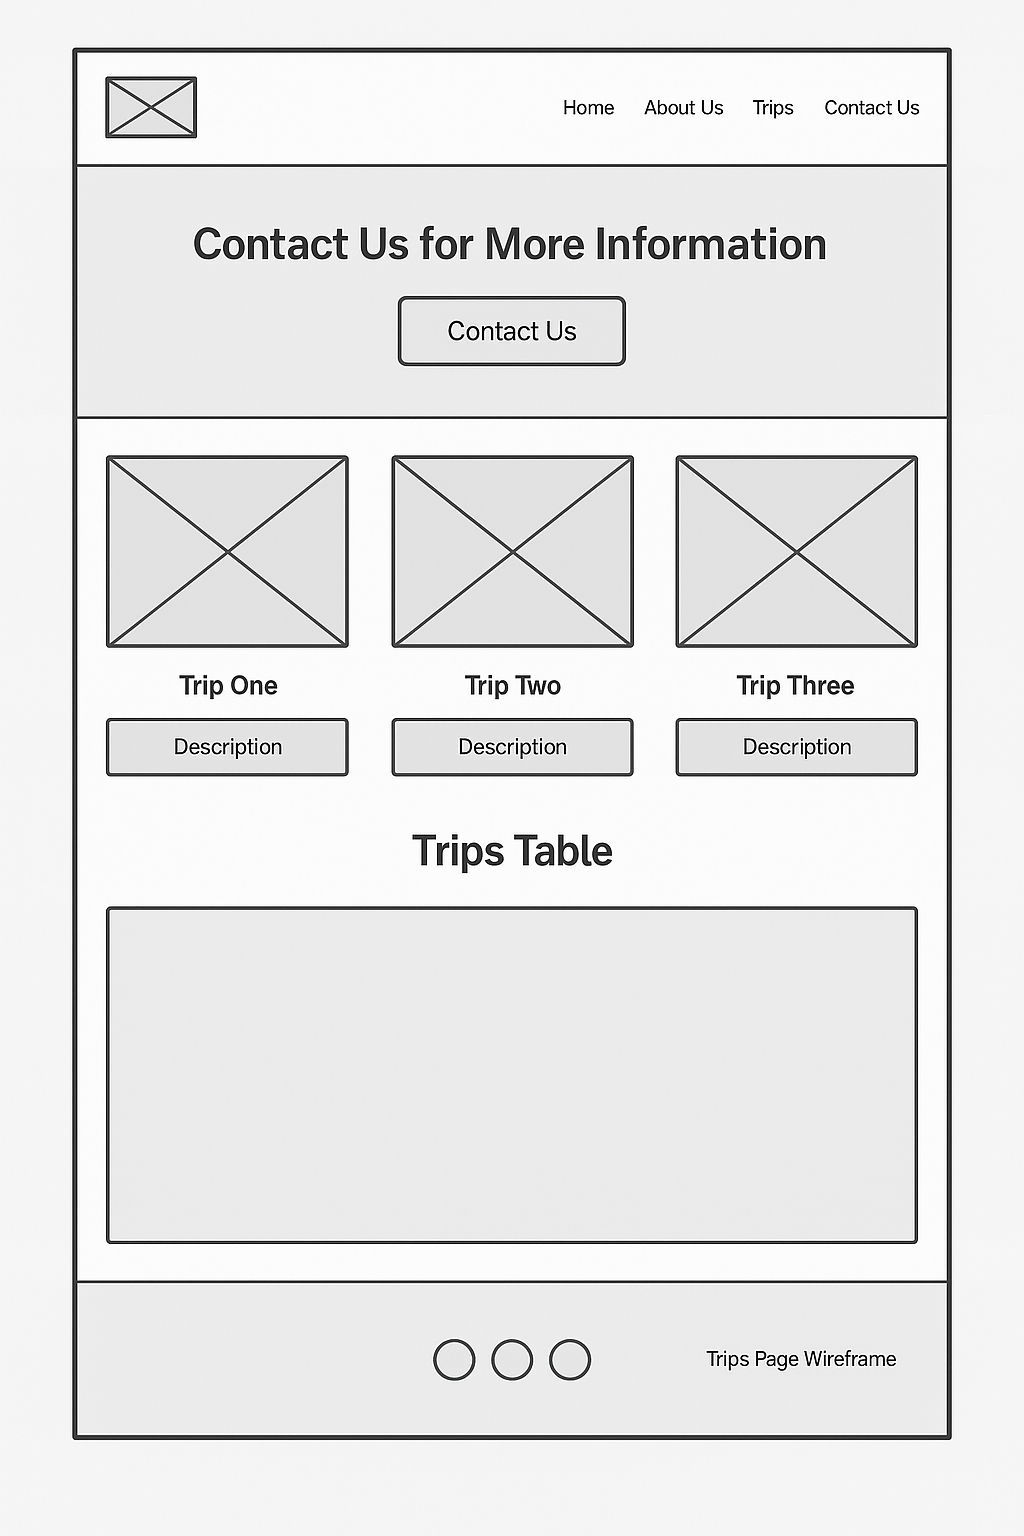 Home About Us Trips Contact Us
Contact Us for More Information
Contact Us
Trip One Trip Two Trip Three
Description Description Description
Trips Table
Trips Page Wireframe